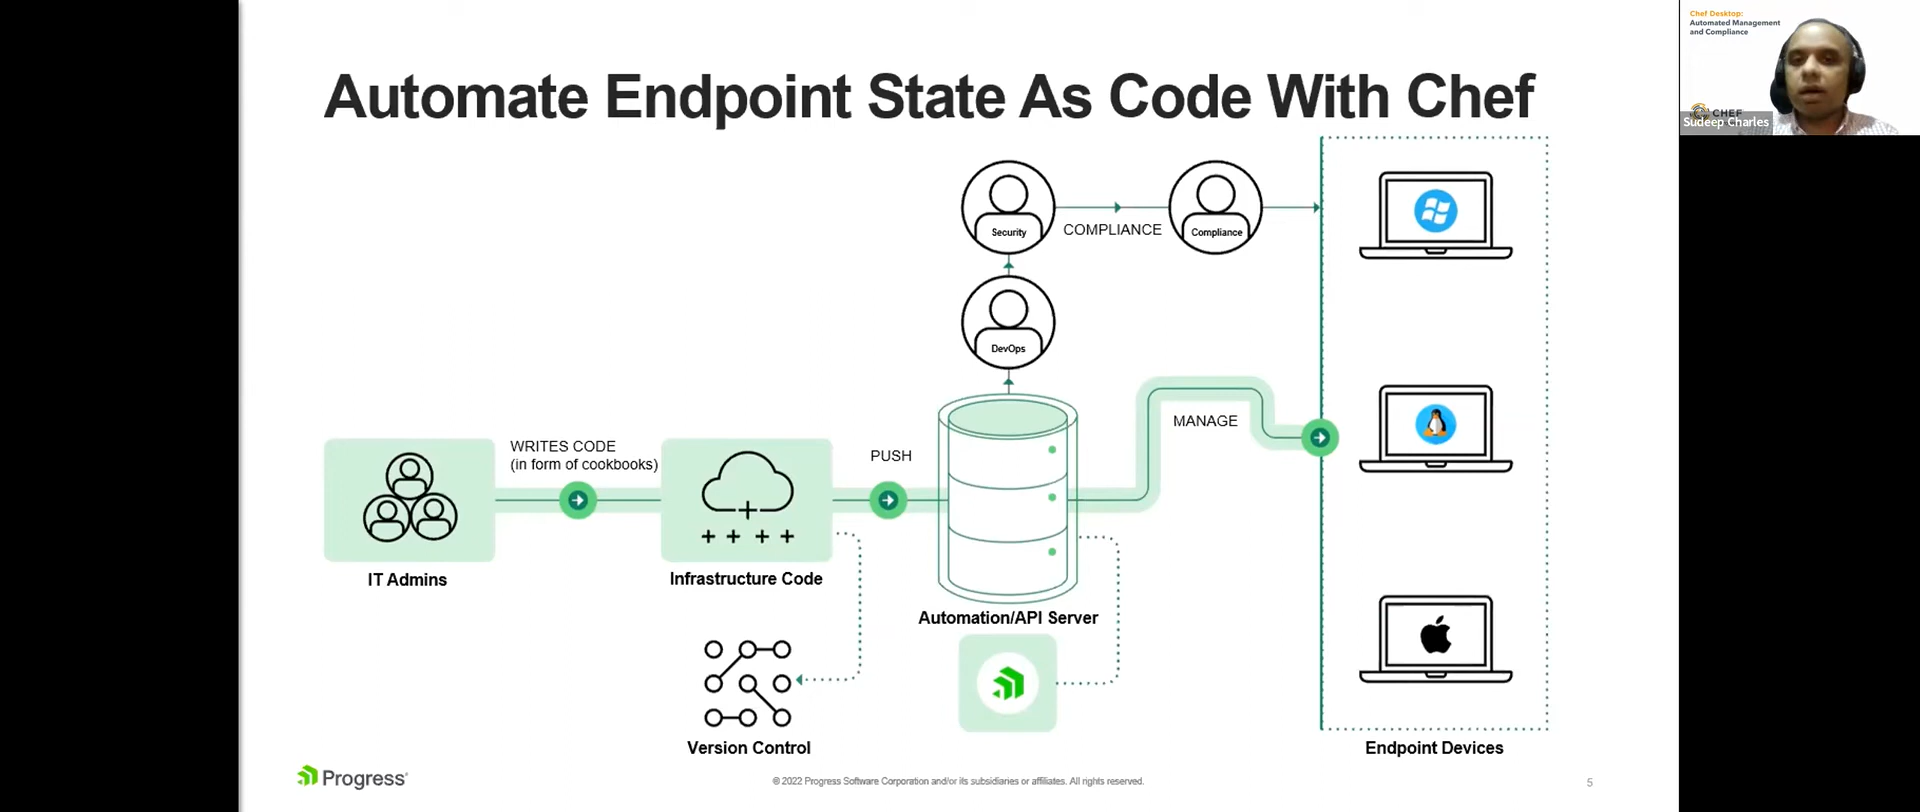 Automate Endpoint State As Code With Chef
Chef Desktop:
Automated Management
and Compliance
CHEF
Sudeep Charles
Security
COMPLIANCE
Compliance
DevOps
MANAGE
WRITES CODE
(in form of cookbooks)
PUSH
IT Admins
Infrastructure Code
Automation/API Server
Version Control
Endpoint Devices
Progress
© 2022 Progress Software Corporation and/or its subsidiaries or affiliates. All rights reserved.
5